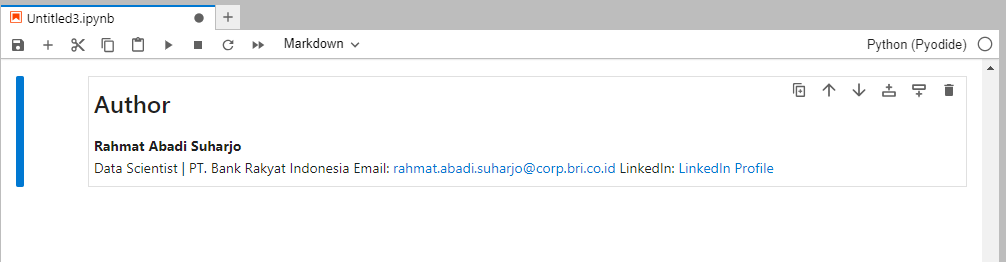 Untitled3.ipynb
Markdown
Python (Pyodide)
Author
Rahmat Abadi Suharjo
Data Scientist | PT. Bank Rakyat Indonesia Email: rahmat.abadi.suharjo@corp.bri.co.id LinkedIn: LinkedIn Profile